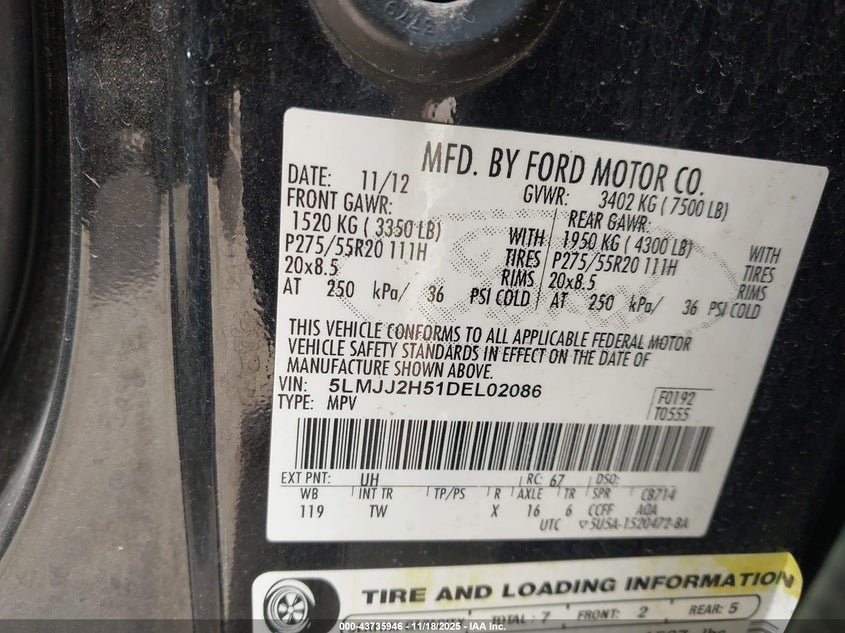 MFD. BY FORD MOTOR CO.
DATE: 11/12 GVWR: 3402 KG ( 7500 LB)
FRONT GAWR: REAR GAWR:
1520 KG ( 3350 LB) WITH 1950 KG ( 4300 LB) WITH
P275/55R20 111H TIRES P275/55R20 111H TIRES
20x8.5 RIMS 20x8.5 RIMS
AT 250 kPa/ 36 PSI COLD AT 250 kPa/ 36 PSI COLD
THIS VEHICLE CONFORMS TO ALL APPLICABLE FEDERAL MOTOR
VEHICLE SAFETY STANDARDS IN EFFECT ON THE DATE OF
MANUFACTURE SHOWN ABOVE.
VIN: 5LMJJ2H51DEL02086 F0192
TYPE: MPV T0555
EXT PNT: UH RC: 67 DSO:
WB INT TR TP/PS R AXLE TR SPR CB714
119 TW X 16 6 CCFF AOA
UTC 5USA-1520472-BA
TIRE AND LOADING INFORMATION
TOTAL: 7 FRONT: 2 REAR: 5
000-43735946 - 11/18/2025 - IAA Inc.